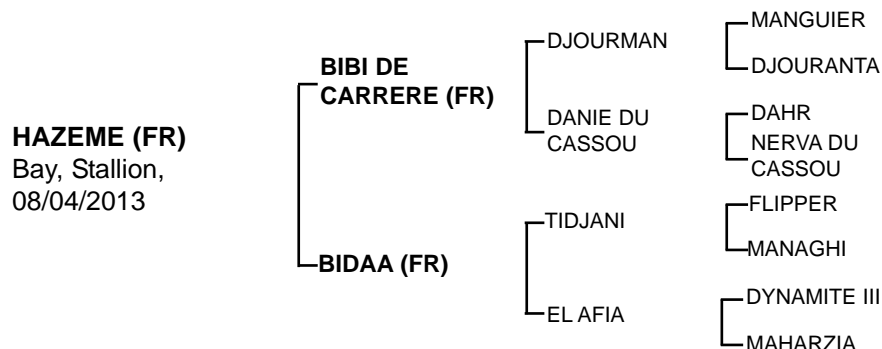 HAZEME (FR)
Bay, Stallion,
08/04/2013
BIBI DE
CARRERE (FR)
BIDAA (FR)
DJOURMAN
DANIE DU
CASSOU
TIDJANI
EL AFIA
MANGUIER
DJOURANTA
DAHR
NERVA DU
CASSOU
FLIPPER
MANAGHI
DYNAMITE III
MAHARZIA